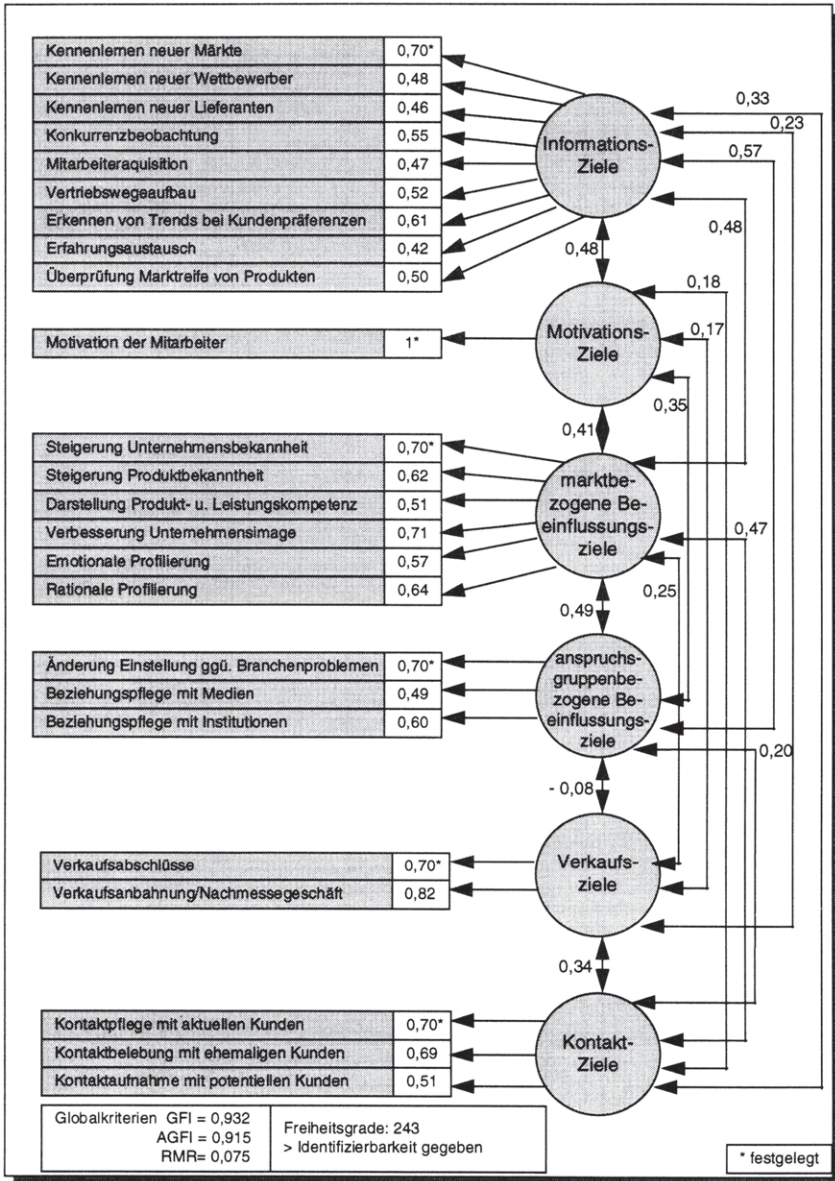 Kennenlernen neuer Märkte 0,70*
Kennenlernen neuer Wettbewerber 0,48
Kennenlernen neuer Lieferanten 0,46
Konkurrenzbeobachtung 0,55
Mitarbeiteraquisition 0,47
Vertriebswegeaufbau 0,52
Erkennen von Trends bei Kundenpräferenzen 0,61
Erfahrungsaustausch 0,42
Überprüfung Marktreife von Produkten 0,50
Informations-
Ziele
0,33
0,23
0,57
0,48
0,48
0,18
0,17
Motivation der Mitarbeiter 1*
Motivations-
Ziele
0,35
0,41
Steigerung Unternehmensbekannheit 0,70*
Steigerung Produktbekanntheit 0,62
Darstellung Produkt- u. Leistungskompetenz 0,51
Verbesserung Unternehmensimage 0,71
Emotionale Profilierung 0,57
Rationale Profilierung 0,64
marktbe-
zogene Be-
einflussungs-
ziele
0,47
0,25
0,49
Änderung Einstellung ggü. Branchenproblemen 0,70*
Beziehungspflege mit Medien 0,49
Beziehungspflege mit Institutionen 0,60
anspruchs-
gruppenbe-
zogene Be-
einflussungs-
ziele
0,20
- 0,08
Verkaufsabschlüsse 0,70*
Verkaufsanbahnung/Nachmessegeschäft 0,82
Verkaufs-
ziele
0,34
Kontaktpflege mit aktuellen Kunden 0,70*
Kontaktbelebung mit ehemaligen Kunden 0,69
Kontaktaufnahme mit potentiellen Kunden 0,51
Kontakt-
Ziele
Globalkriterien GFI = 0,932
AGFI = 0,915
RMR= 0,075
Freiheitsgrade: 243
> Identifizierbarkeit gegeben
* festgelegt